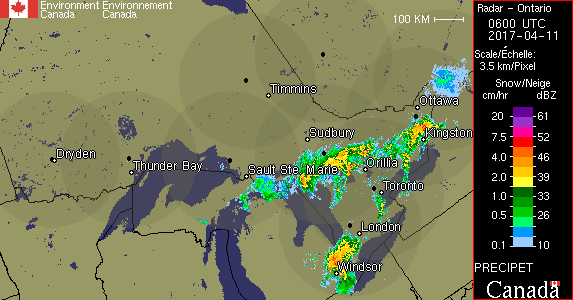 Environment Environnement
Canada Canada
100 KM
Timmins
Ottawa
Sudbury
Kingston
Dryden
Thunder Bay
Sault Ste. Marie
Orillia
Toronto
London
Windsor
Radar - Ontario
0600 UTC
2017-04-11
Scale/Échelle:
3.5 km/Pixel
Snow/Neige
cm/hr dBZ
20 61
7.5 52
4.0 46
2.0 39
1.0 33
0.5 26
0.1 10
PRECIPET
Canada